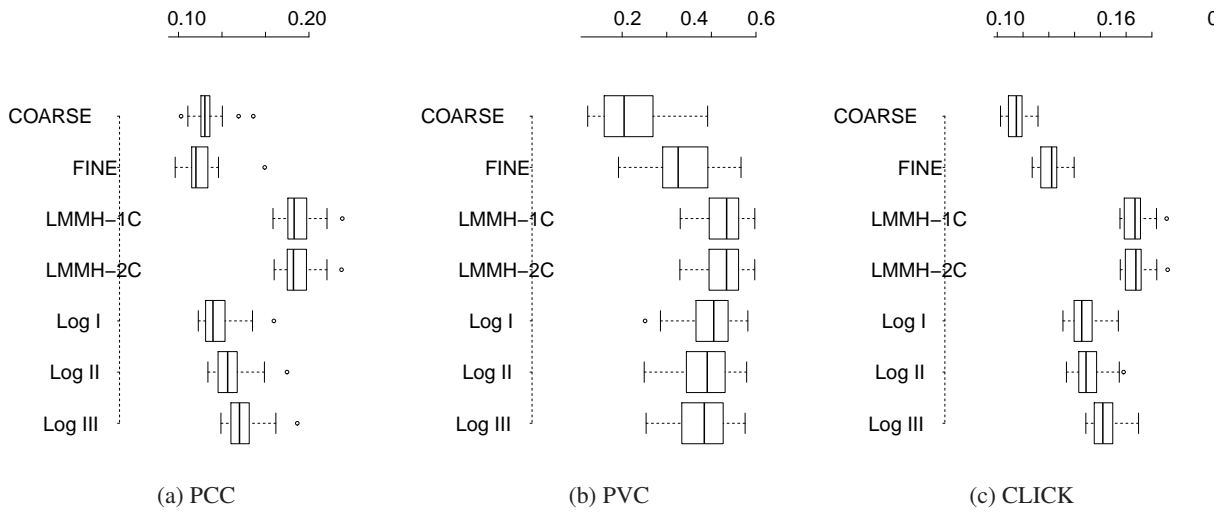 0.10 0.20
COARSE
FINE
LMMH-1C
LMMH-2C
Log I
Log II
Log III
(a) PCC
0.2 0.4 0.6
COARSE
FINE
LMMH-1C
LMMH-2C
Log I
Log II
Log III
(b) PVC
0.10 0.16
COARSE
FINE
LMMH-1C
LMMH-2C
Log I
Log II
Log III
(c) CLICK